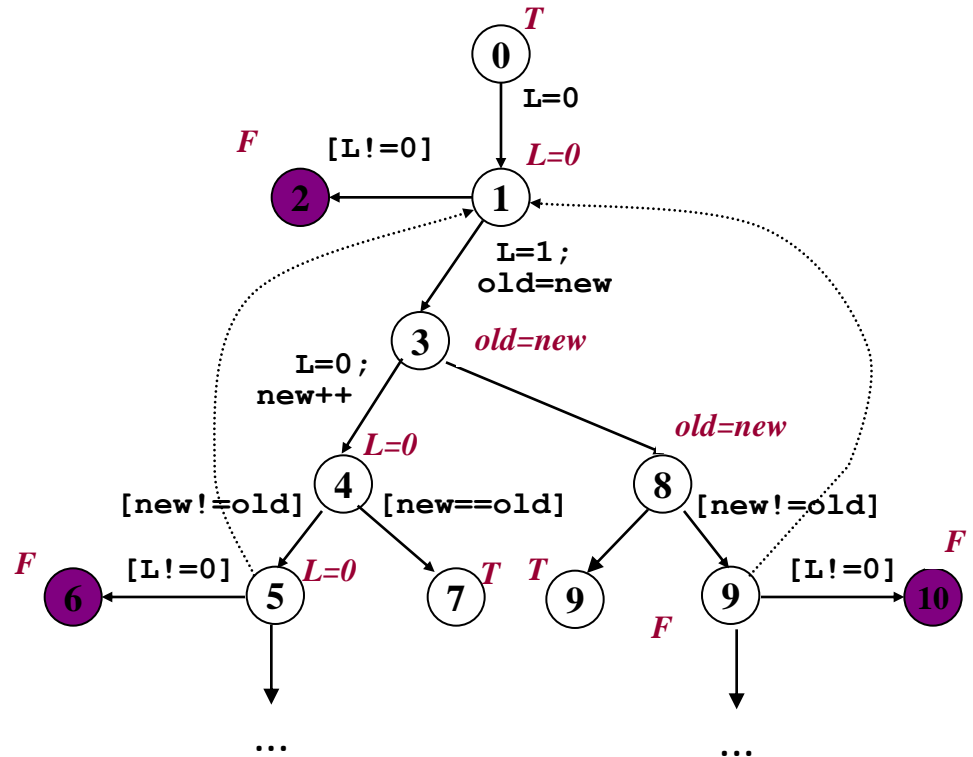 T
0
L=0
F
[L!=0]
L=0
2
1
L=1;
old=new
3
old=new
L=0;
new++
old=new
L=0
4
8
[new!=old]
[new==old]
[new!=old]
F
[L!=0]
L=0
T
T
[L!=0]
F
6
5
7
9
9
10
F
...
...